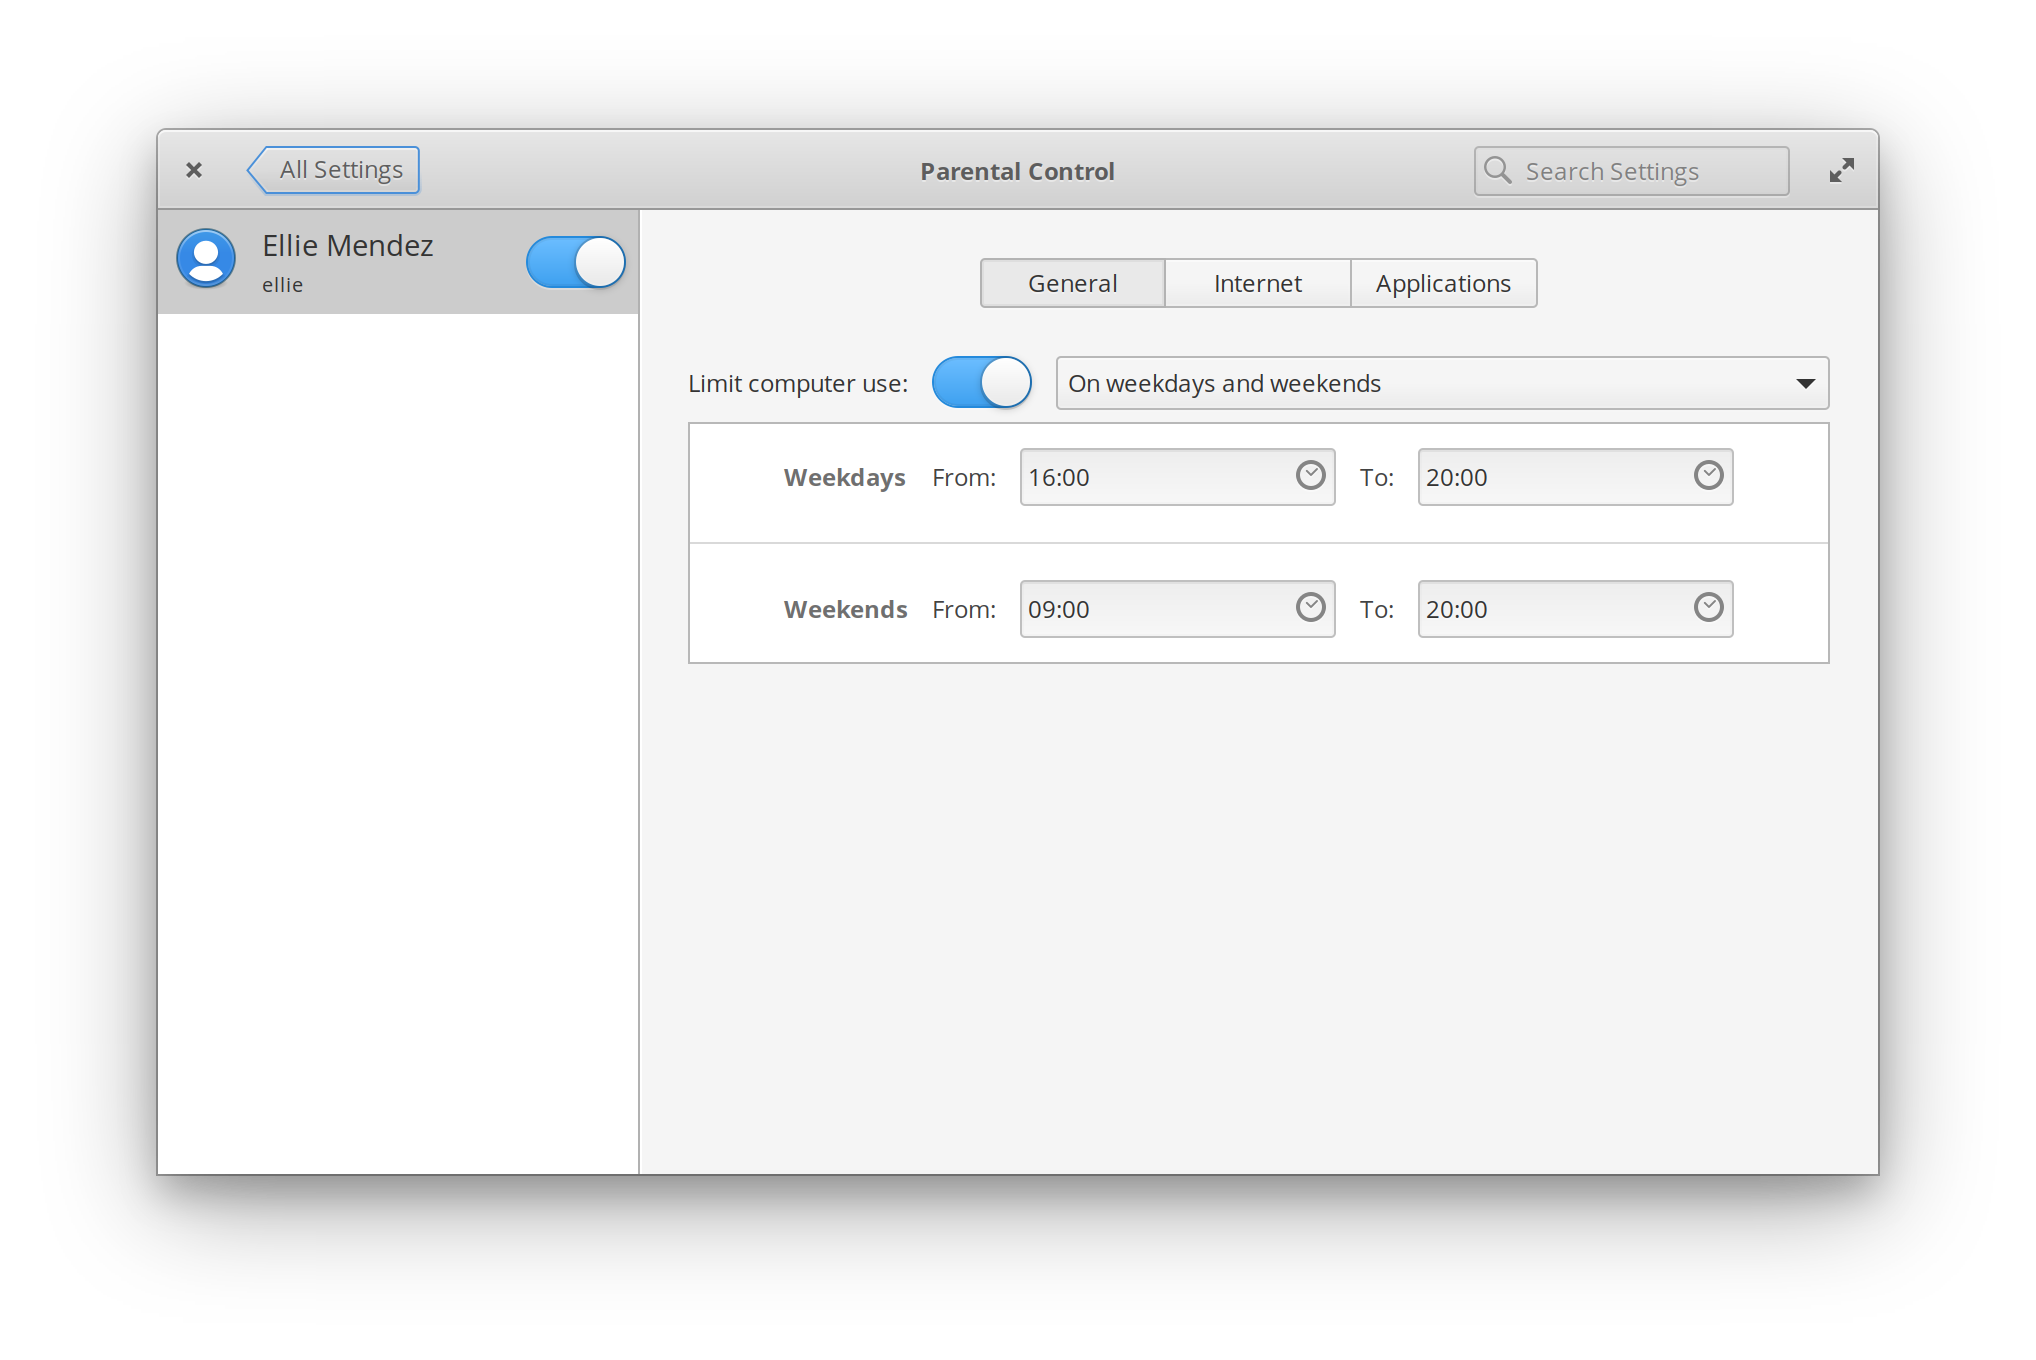 All Settings
Parental Control
Search Settings
Ellie Mendez
ellie
General
Internet
Applications
Limit computer use:
On weekdays and weekends
Weekdays From: 16:00 To: 20:00
Weekends From: 09:00 To: 20:00